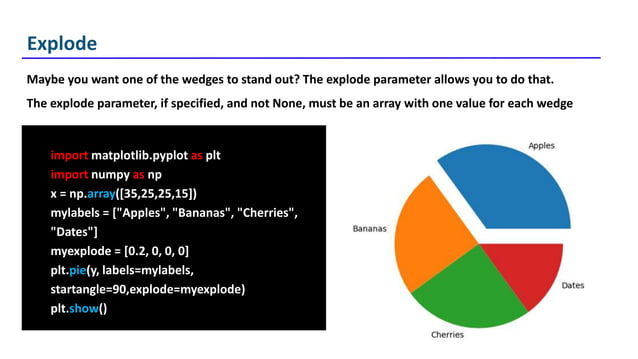 Explode
Maybe you want one of the wedges to stand out? The explode parameter allows you to do that.
The explode parameter, if specified, and not None, must be an array with one value for each wedge
import matplotlib.pyplot as plt
import numpy as np
x = np.array([35,25,25,15])
mylabels = ["Apples", "Bananas", "Cherries",
"Dates"]
myexplode = [0.2, 0, 0, 0]
plt.pie(y, labels=mylabels,
startangle=90,explode=myexplode)
plt.show()
Apples
Bananas
Dates
Cherries